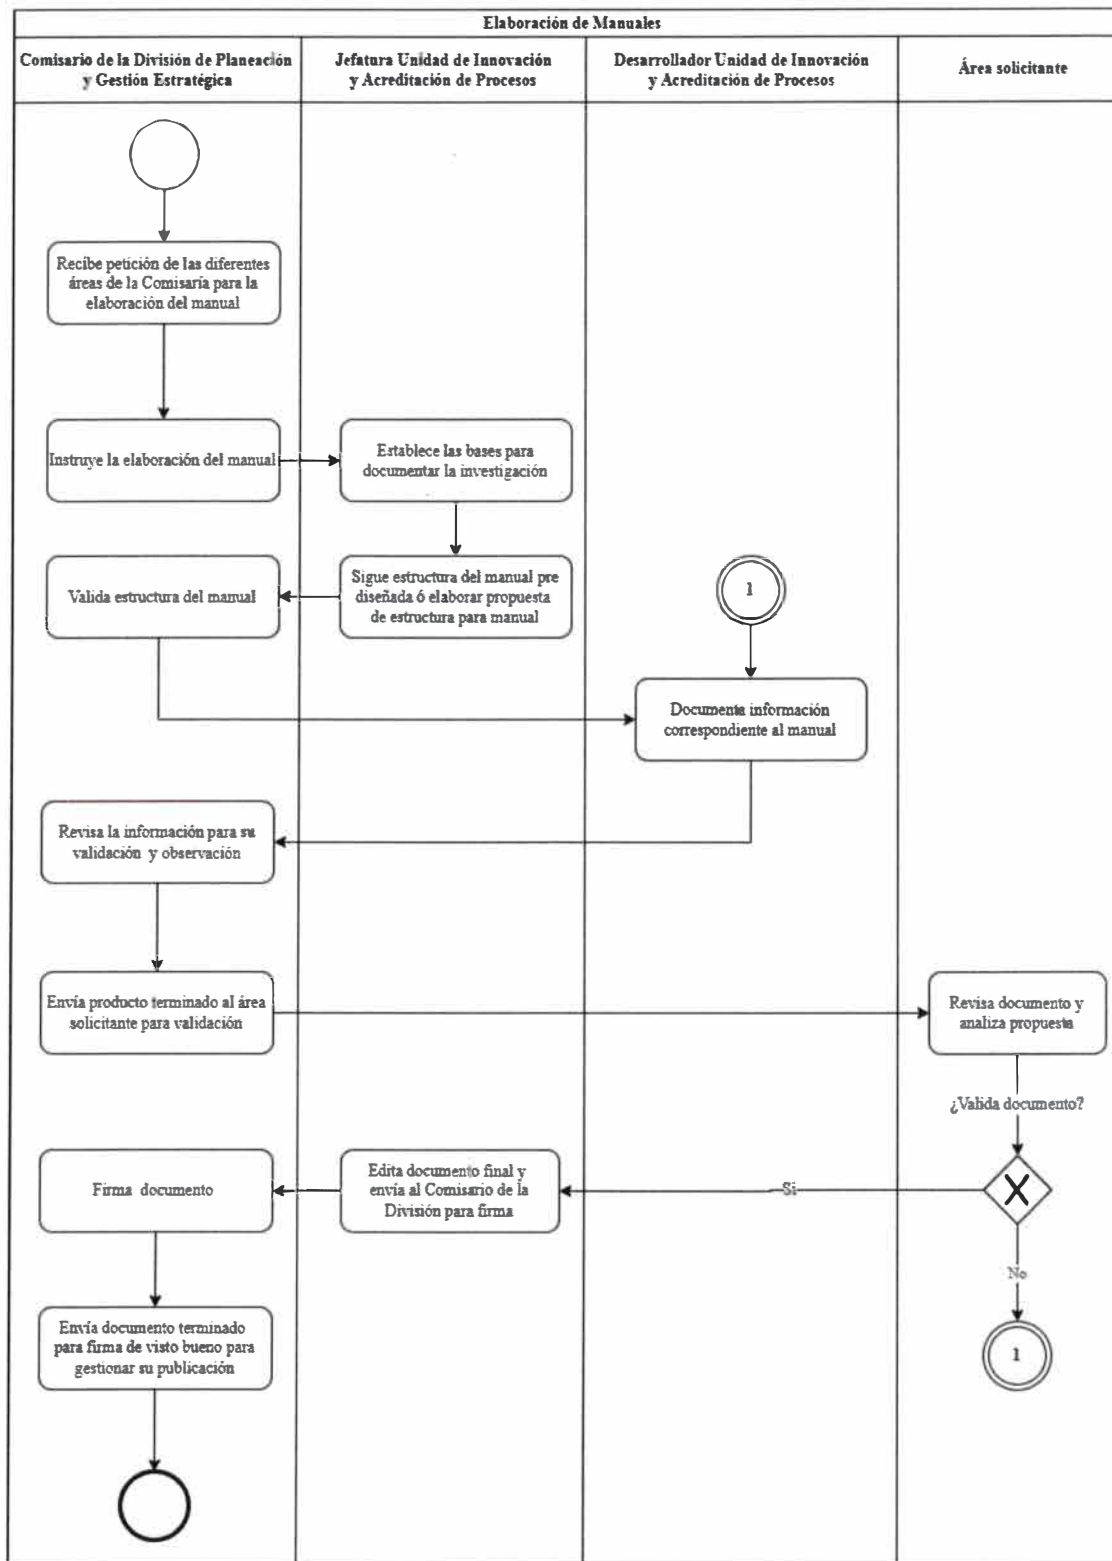 Elaboración de Manuales
Comisario de la División de Planeación
y Gestión Estratégica
Jefatura Unidad de Innovación
y Acreditación de Procesos
Desarrollador Unidad de Innovación
y Acreditación de Procesos
Área solicitante
Recibe petición de las diferentes
áreas de la Comisaría para la
elaboración del manual
Instruye la elaboración del manual
Establece las bases para
documentar la investigación
Valida estructura del manual
Sigue estructura del manual pre
diseñada ó elaborar propuesta
de estructura para manual
1
Documenta información
correspondiente al manual
Revisa la información para su
validación y observación
Envía producto terminado al área
solicitante para validación
Revisa documento y
analiza propuesta
¿Valida documento?
Firma documento
Edita documento final y
envía al Comisario de la
División para firma
Si
X
No
Envía documento terminado
para firma de visto bueno para
gestionar su publicación
1